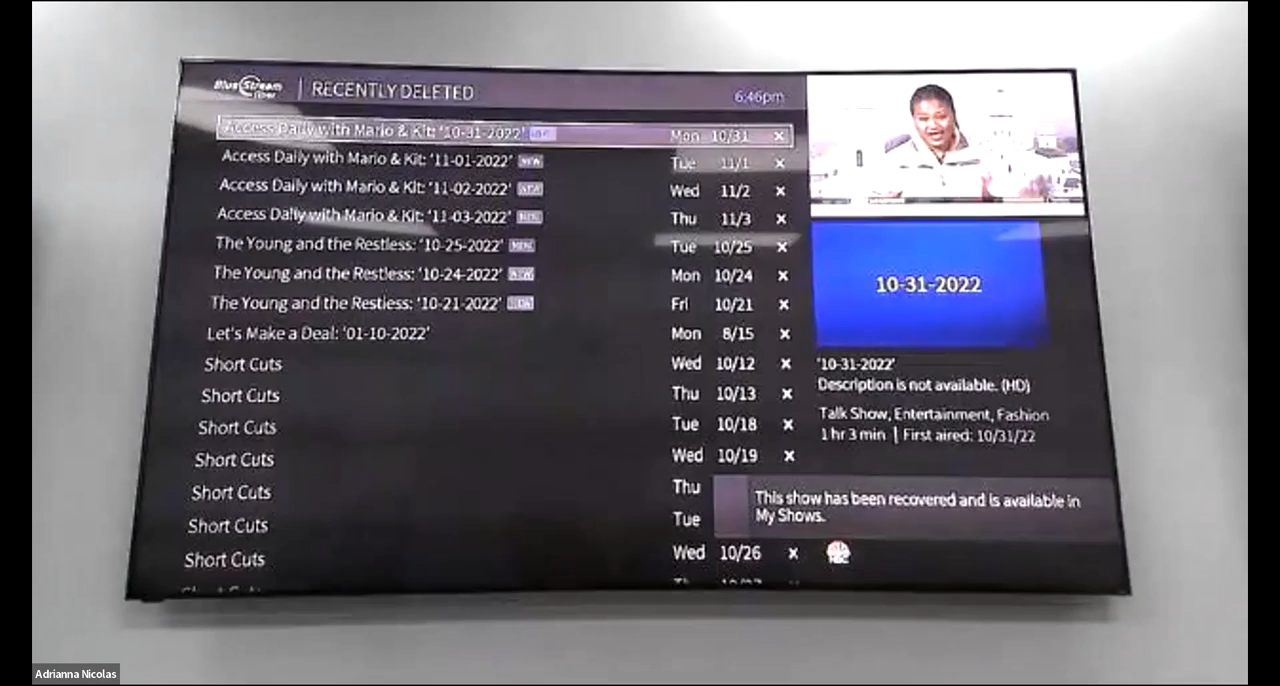 BlueStream
fiber
RECENTLY DELETED
6:46pm
Access Daily with Mario & Kit: '10-31-2022' Mon 10/31 ×
Access Daily with Mario & Kit: '11-01-2022' NEW Tue 11/1 ×
Access Daily with Mario & Kit: '11-02-2022' NEW Wed 11/2 ×
Access Daily with Mario & Kit: '11-03-2022' NEW Thu 11/3 ×
The Young and the Restless: '10-25-2022' NEW Tue 10/25 ×
The Young and the Restless: '10-24-2022' NEW Mon 10/24 ×
The Young and the Restless: '10-21-2022' NEW Fri 10/21 ×
Let's Make a Deal: '01-10-2022' Mon 8/15 ×
Short Cuts Wed 10/12 ×
Short Cuts Thu 10/13 ×
Short Cuts Tue 10/18 ×
Short Cuts Wed 10/19 ×
Short Cuts Thu
Short Cuts Tue
Short Cuts Wed 10/26 ×
10-31-2022
'10-31-2022'
Description is not available. (HD)
Talk Show, Entertainment, Fashion
1 hr 3 min | First aired: 10/31/22
This show has been recovered and is available in
My Shows.
Adrianna Nicolas